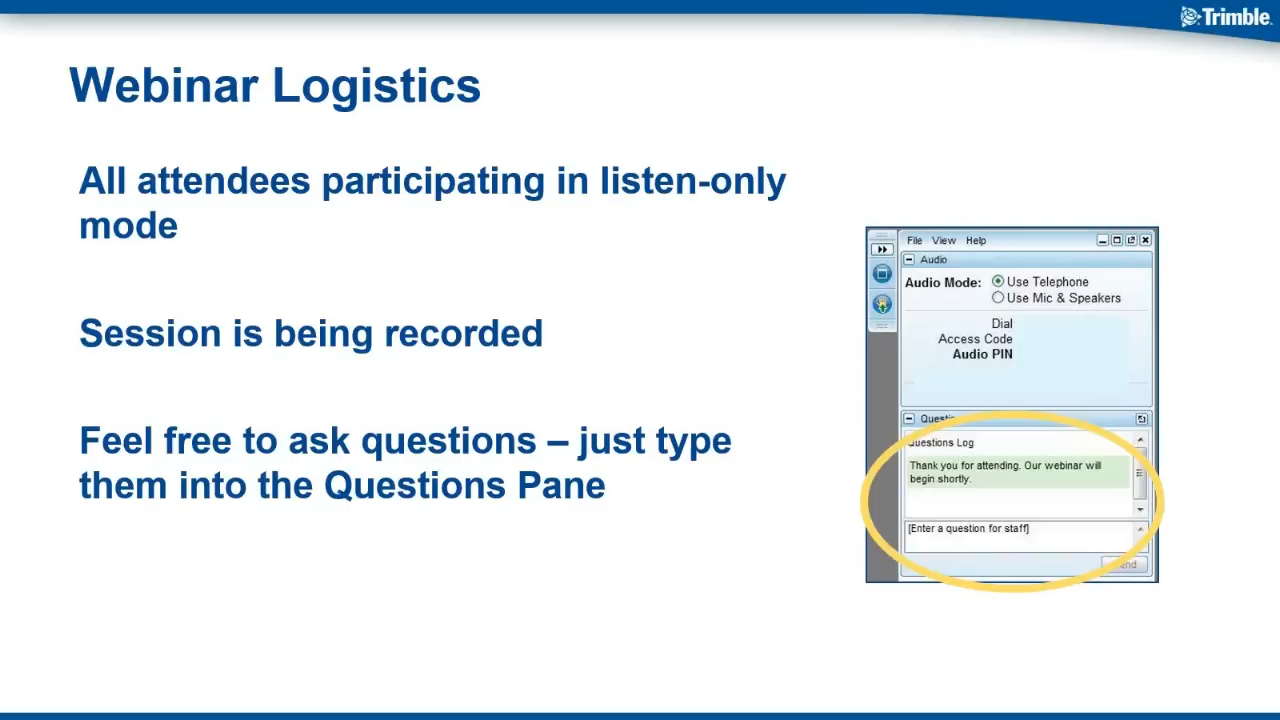 Trimble
Webinar Logistics
All attendees participating in listen-only
mode
Session is being recorded
Feel free to ask questions – just type
them into the Questions Pane
File View Help
Audio
Audio Mode: Use Telephone
Use Mic & Speakers
Dial
Access Code
Audio PIN
Questions Log
Thank you for attending. Our webinar will
begin shortly.
[Enter a question for staff]